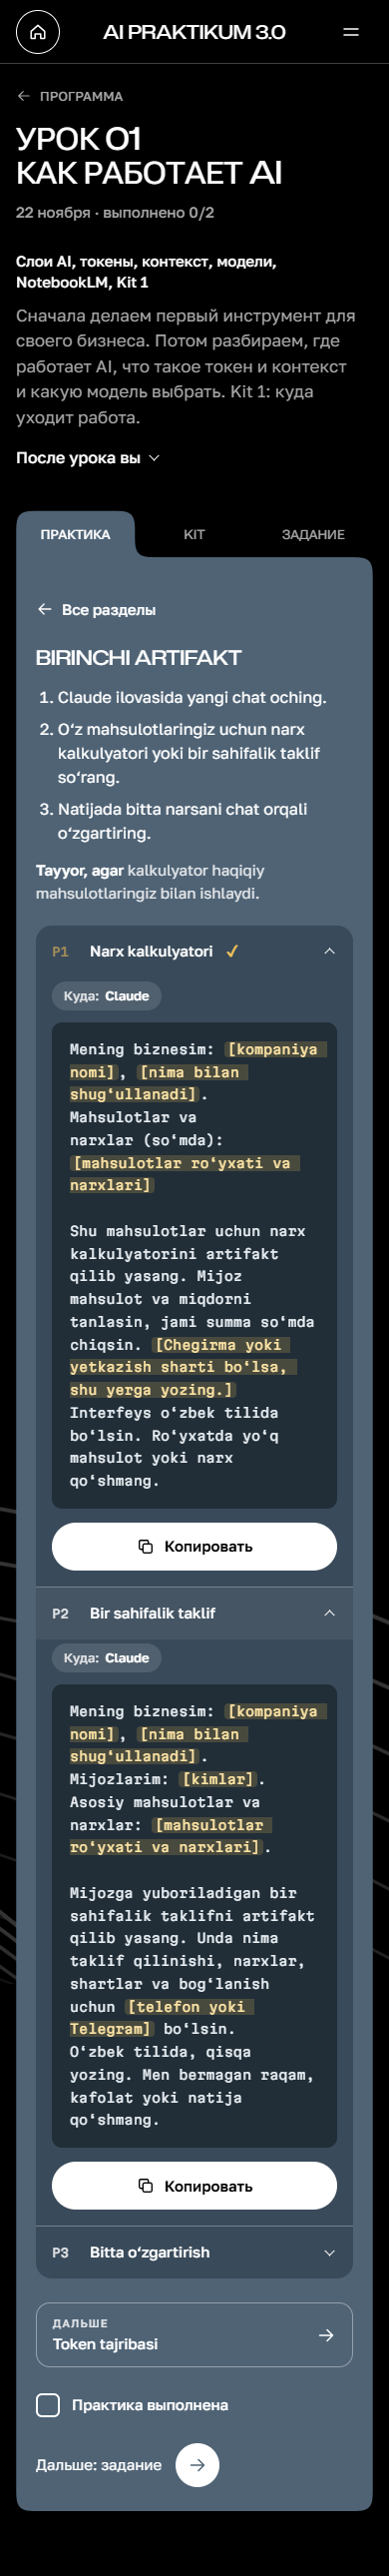 AI PRAKTIKUM 3.0
← ПРОГРАММА
УРОК 01
КАК РАБОТАЕТ AI
22 ноября · выполнено 0/2
Слои AI, токены, контекст, модели,
NotebookLM, Kit 1
Сначала делаем первый инструмент для
своего бизнеса. Потом разбираем, где
работает AI, что такое токен и контекст
и какую модель выбрать. Kit 1: куда
уходит работа.
После урока вы
ПРАКТИКА
KIT
ЗАДАНИЕ
← Все разделы
BIRINCHI ARTIFAKT
1. Claude ilovasida yangi chat oching.
2. O‘z mahsulotlaringiz uchun narx
kalkulyatori yoki bir sahifalik taklif
so‘rang.
3. Natijada bitta narsani chat orqali
o‘zgartiring.
Tayyor, agar kalkulyator haqiqiy
mahsulotlaringiz bilan ishlaydi.
P1 Narx kalkulyatori ✓
Куда: Claude
Mening biznesim: [kompaniya
nomi], [nima bilan
shug‘ullanadi].
Mahsulotlar va
narxlar (so‘mda):
[mahsulotlar ro‘yxati va
narxlari]
Shu mahsulotlar uchun narx
kalkulyatorini artifakt
qilib yasang. Mijoz
mahsulot va miqdorni
tanlasin, jami summa so‘mda
chiqsin. [Chegirma yoki
yetkazish sharti bo‘lsa,
shu yerga yozing.]
Interfeys o‘zbek tilida
bo‘lsin. Ro‘yxatda yo‘q
mahsulot yoki narx
qo‘shmang.
Копировать
P2 Bir sahifalik taklif
Куда: Claude
Mening biznesim: [kompaniya
nomi], [nima bilan
shug‘ullanadi].
Mijozlarim: [kimlar].
Asosiy mahsulotlar va
narxlar: [mahsulotlar
ro‘yxati va narxlari].
Mijozga yuboriladigan bir
sahifalik taklifni artifakt
qilib yasang. Unda nima
taklif qilinishi, narxlar,
shartlar va bog‘lanish
uchun [telefon yoki
Telegram] bo‘lsin.
O‘zbek tilida, qisqa
yozing. Men bermagan raqam,
kafolat yoki natija
qo‘shmang.
Копировать
P3 Bitta o‘zgartirish
ДАЛЬШЕ
Token tajribasi →
Практика выполнена
Дальше: задание →